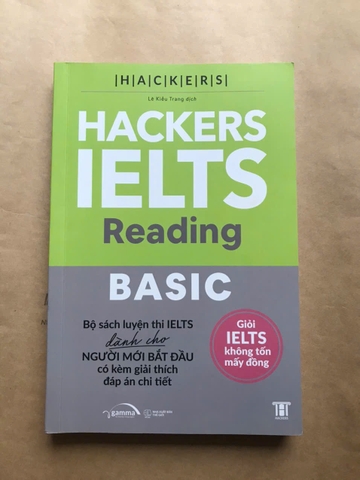 |H|A|C|K|E|R|S|
Lê Kiều Trang dịch
HACKERS
IELTS
Reading
BASIC
Bộ sách luyện thi IELTS
dành cho
NGƯỜI MỚI BẮT ĐẦU
có kèm giải thích
đáp án chi tiết
Giỏi
IELTS
không tốn
mấy đồng
gamma